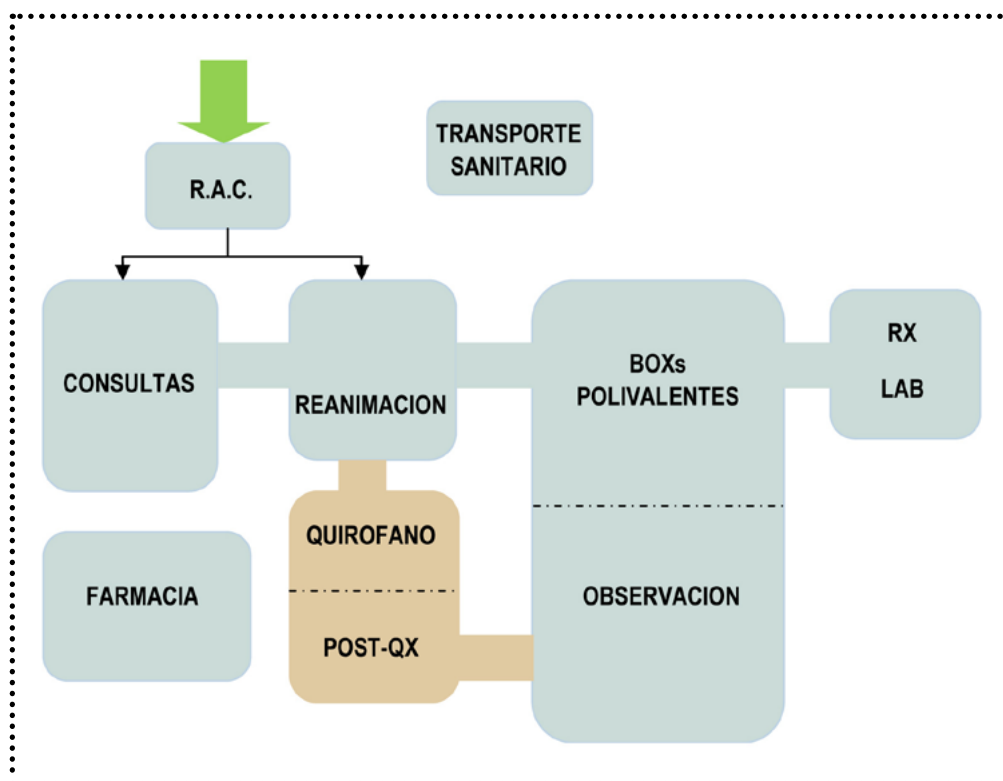 TRANSPORTE
SANITARIO
R.A.C.
CONSULTAS
REANIMACION
BOXs
POLIVALENTES
RX
LAB
QUIROFANO
POST-QX
FARMACIA
OBSERVACION